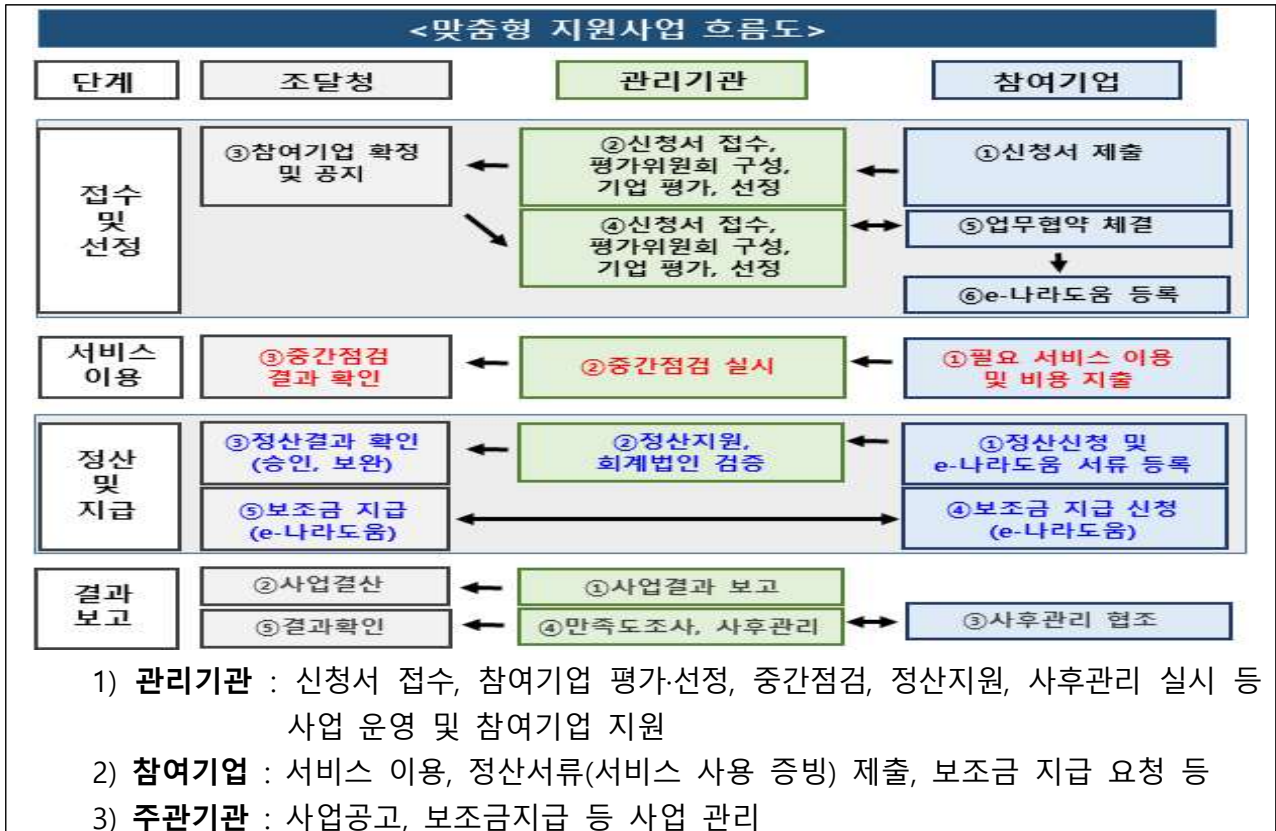 <맞춤형 지원사업 흐름도>
단계
조달청
관리기관
참여기업
접수
및
선정
③참여기업 확정
및 공지
②신청서 접수,
평가위원회 구성,
기업 평가, 선정
①신청서 제출
④신청서 접수,
평가위원회 구성,
기업 평가, 선정
⑤업무협약 체결
⑥e-나라도움 등록
서비스
이용
③중간점검
결과 확인
②중간점검 실시
①필요 서비스 이용
및 비용 지출
정산
및
지급
③정산결과 확인
(승인, 보완)
②정산지원,
회계법인 검증
①정산신청 및
e-나라도움 서류 등록
⑤보조금 지급
(e-나라도움)
④보조금 지급 신청
(e-나라도움)
결과
보고
②사업결산
①사업결과 보고
⑤결과확인
④만족도조사, 사후관리
③사후관리 협조
1) 관리기관 : 신청서 접수, 참여기업 평가·선정, 중간점검, 정산지원, 사후관리 실시 등
사업 운영 및 참여기업 지원
2) 참여기업 : 서비스 이용, 정산서류(서비스 사용 증빙) 제출, 보조금 지급 요청 등
3) 주관기관 : 사업공고, 보조금지급 등 사업 관리